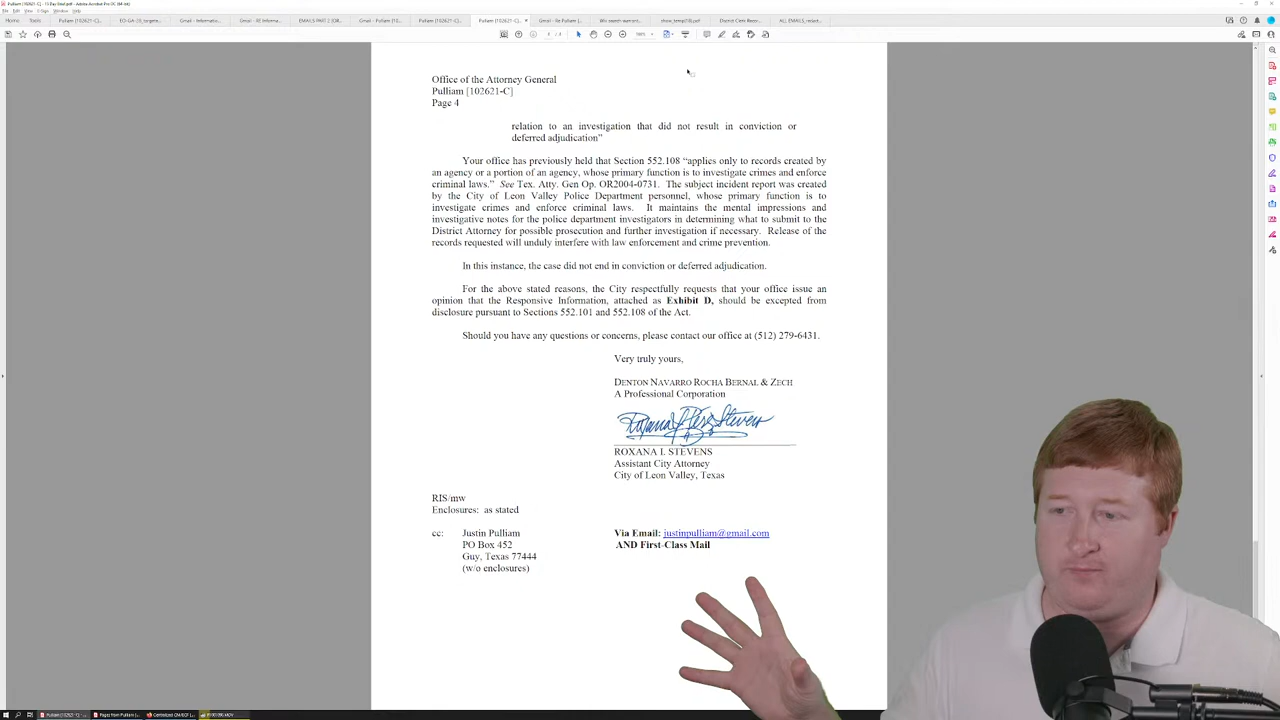 Home Tools
Office of the Attorney General
Pulliam [102621-C]
Page 4
relation to an investigation that did not result in conviction or
deferred adjudication"
Your office has previously held that Section 552.108 "applies only to records created by
an agency or a portion of an agency, whose primary function is to investigate crimes and enforce
criminal laws." See Tex. Atty. Gen Op. OR2004-0731. The subject incident report was created
by the City of Leon Valley Police Department personnel, whose primary function is to
investigate crimes and enforce criminal laws. It maintains the mental impressions and
investigative notes for the police department investigators in determining what to submit to the
District Attorney for possible prosecution and further investigation if necessary. Release of the
records requested will unduly interfere with law enforcement and crime prevention.
In this instance, the case did not end in conviction or deferred adjudication.
For the above stated reasons, the City respectfully requests that your office issue an
opinion that the Responsive Information, attached as Exhibit D, should be excepted from
disclosure pursuant to Sections 552.101 and 552.108 of the Act.
Should you have any questions or concerns, please contact our office at (512) 279-6431.
Very truly yours,
DENTON NAVARRO ROCHA BERNAL & ZECH
A Professional Corporation
ROXANA I. STEVENS
Assistant City Attorney
City of Leon Valley, Texas
RIS/mw
Enclosures: as stated
cc: Justin Pulliam Via Email: justinpulliam@gmail.com
PO Box 452 AND First-Class Mail
Guy, Texas 77444
(w/o enclosures)